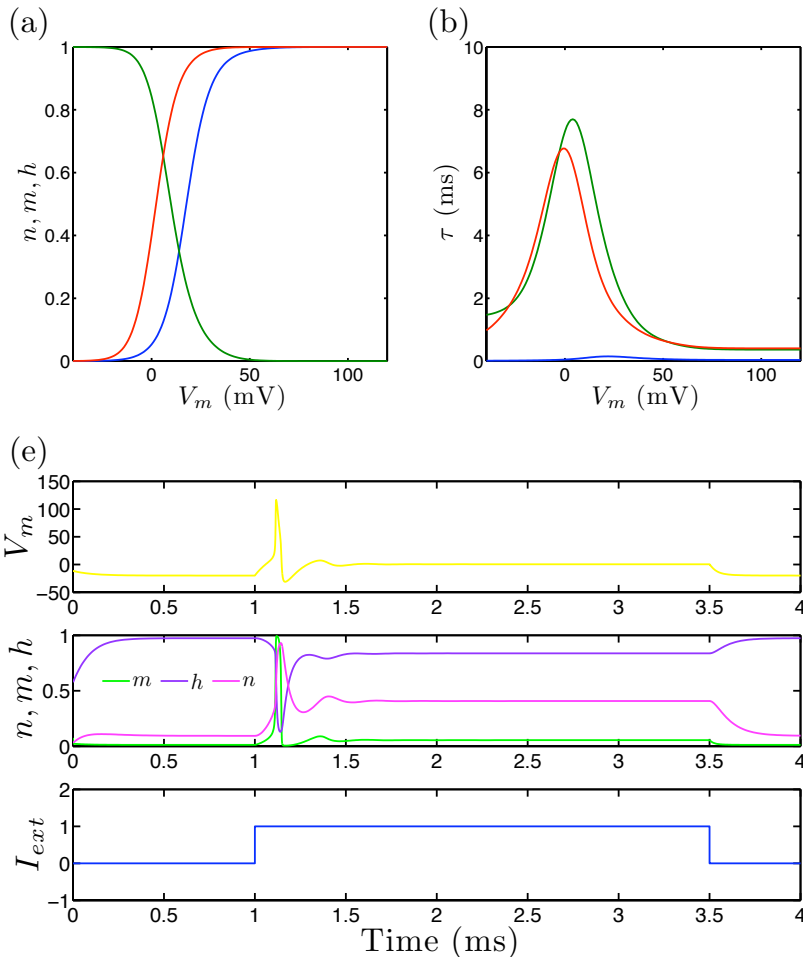 (a)
1
0.8
0.6
0.4
0.2
0
n, m, h
0 100
V_m (mV)
(b)
10
8
6
4
2
0
τ (ms)
0 50 100
V_m (mV)
(e)
150
100
50
0
−50
V_m
0 0.5 1 1.5 2 2.5 3 3.5 4
1
0.5
0
n, m, h
m h n
0 0.5 1 1.5 2 2.5 3 3.5 4
2
1
0
−1
I_ext
0 0.5 1 1.5 2 2.5 3 3.5 4
Time (ms)